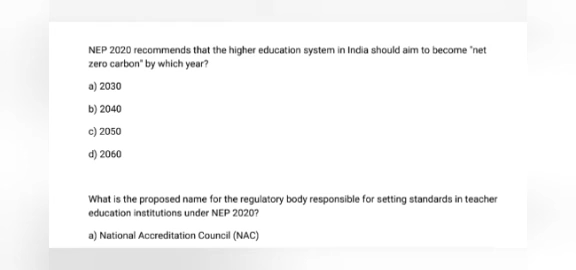 NEP 2020 recommends that the higher education system in India should aim to become "net
zero carbon" by which year?
a) 2030
b) 2040
c) 2050
d) 2060
What is the proposed name for the regulatory body responsible for setting standards in teacher
education institutions under NEP 2020?
a) National Accreditation Council (NAC)